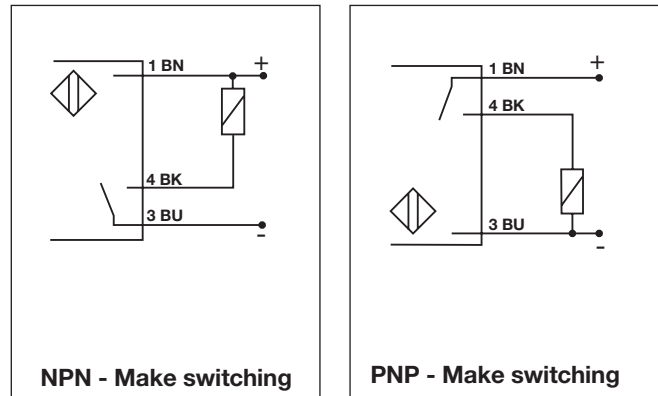 1 BN
+
4 BK
3 BU
-
NPN - Make switching
1 BN
+
4 BK
3 BU
-
PNP - Make switching